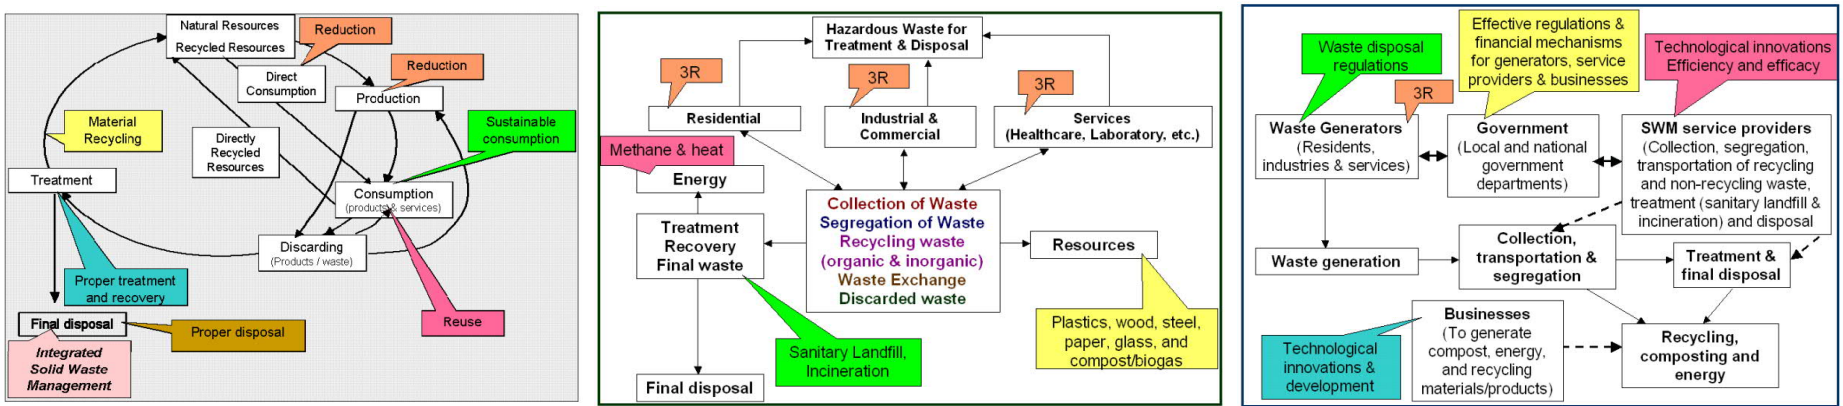 Natural Resources
Recycled Resources
Reduction
Direct
Consumption
Reduction
Production
Material
Recycling
Directly
Recycled
Resources
Sustainable
consumption
Treatment
Consumption
(products & services)
Discarding
(Products / waste)
Proper treatment
and recovery
Reuse
Final disposal
Proper disposal
Integrated
Solid Waste
Management
Hazardous Waste for
Treatment & Disposal
3R
3R
3R
Residential
Industrial &
Commercial
Services
(Healthcare, Laboratory, etc.)
Methane & heat
Energy
Treatment
Recovery
Final waste
Collection of Waste
Segregation of Waste
Recycling waste
(organic & inorganic)
Waste Exchange
Discarded waste
Resources
Plastics, wood, steel,
paper, glass, and
compost/biogas
Sanitary Landfill,
Incineration
Final disposal
Waste disposal
regulations
Effective regulations &
financial mechanisms
for generators, service
providers & businesses
Technological innovations
Efficiency and efficacy
3R
Waste Generators
(Residents,
industries & services)
Government
(Local and national
government
departments)
SWM service providers
(Collection, segregation,
transportation of recycling
and non-recycling waste,
treatment (sanitary landfill &
incineration) and disposal
Waste generation
Collection,
transportation &
segregation
Treatment &
final disposal
Businesses
(To generate
compost, energy,
and recycling
materials/products)
Technological
innovations &
development
Recycling,
composting and
energy